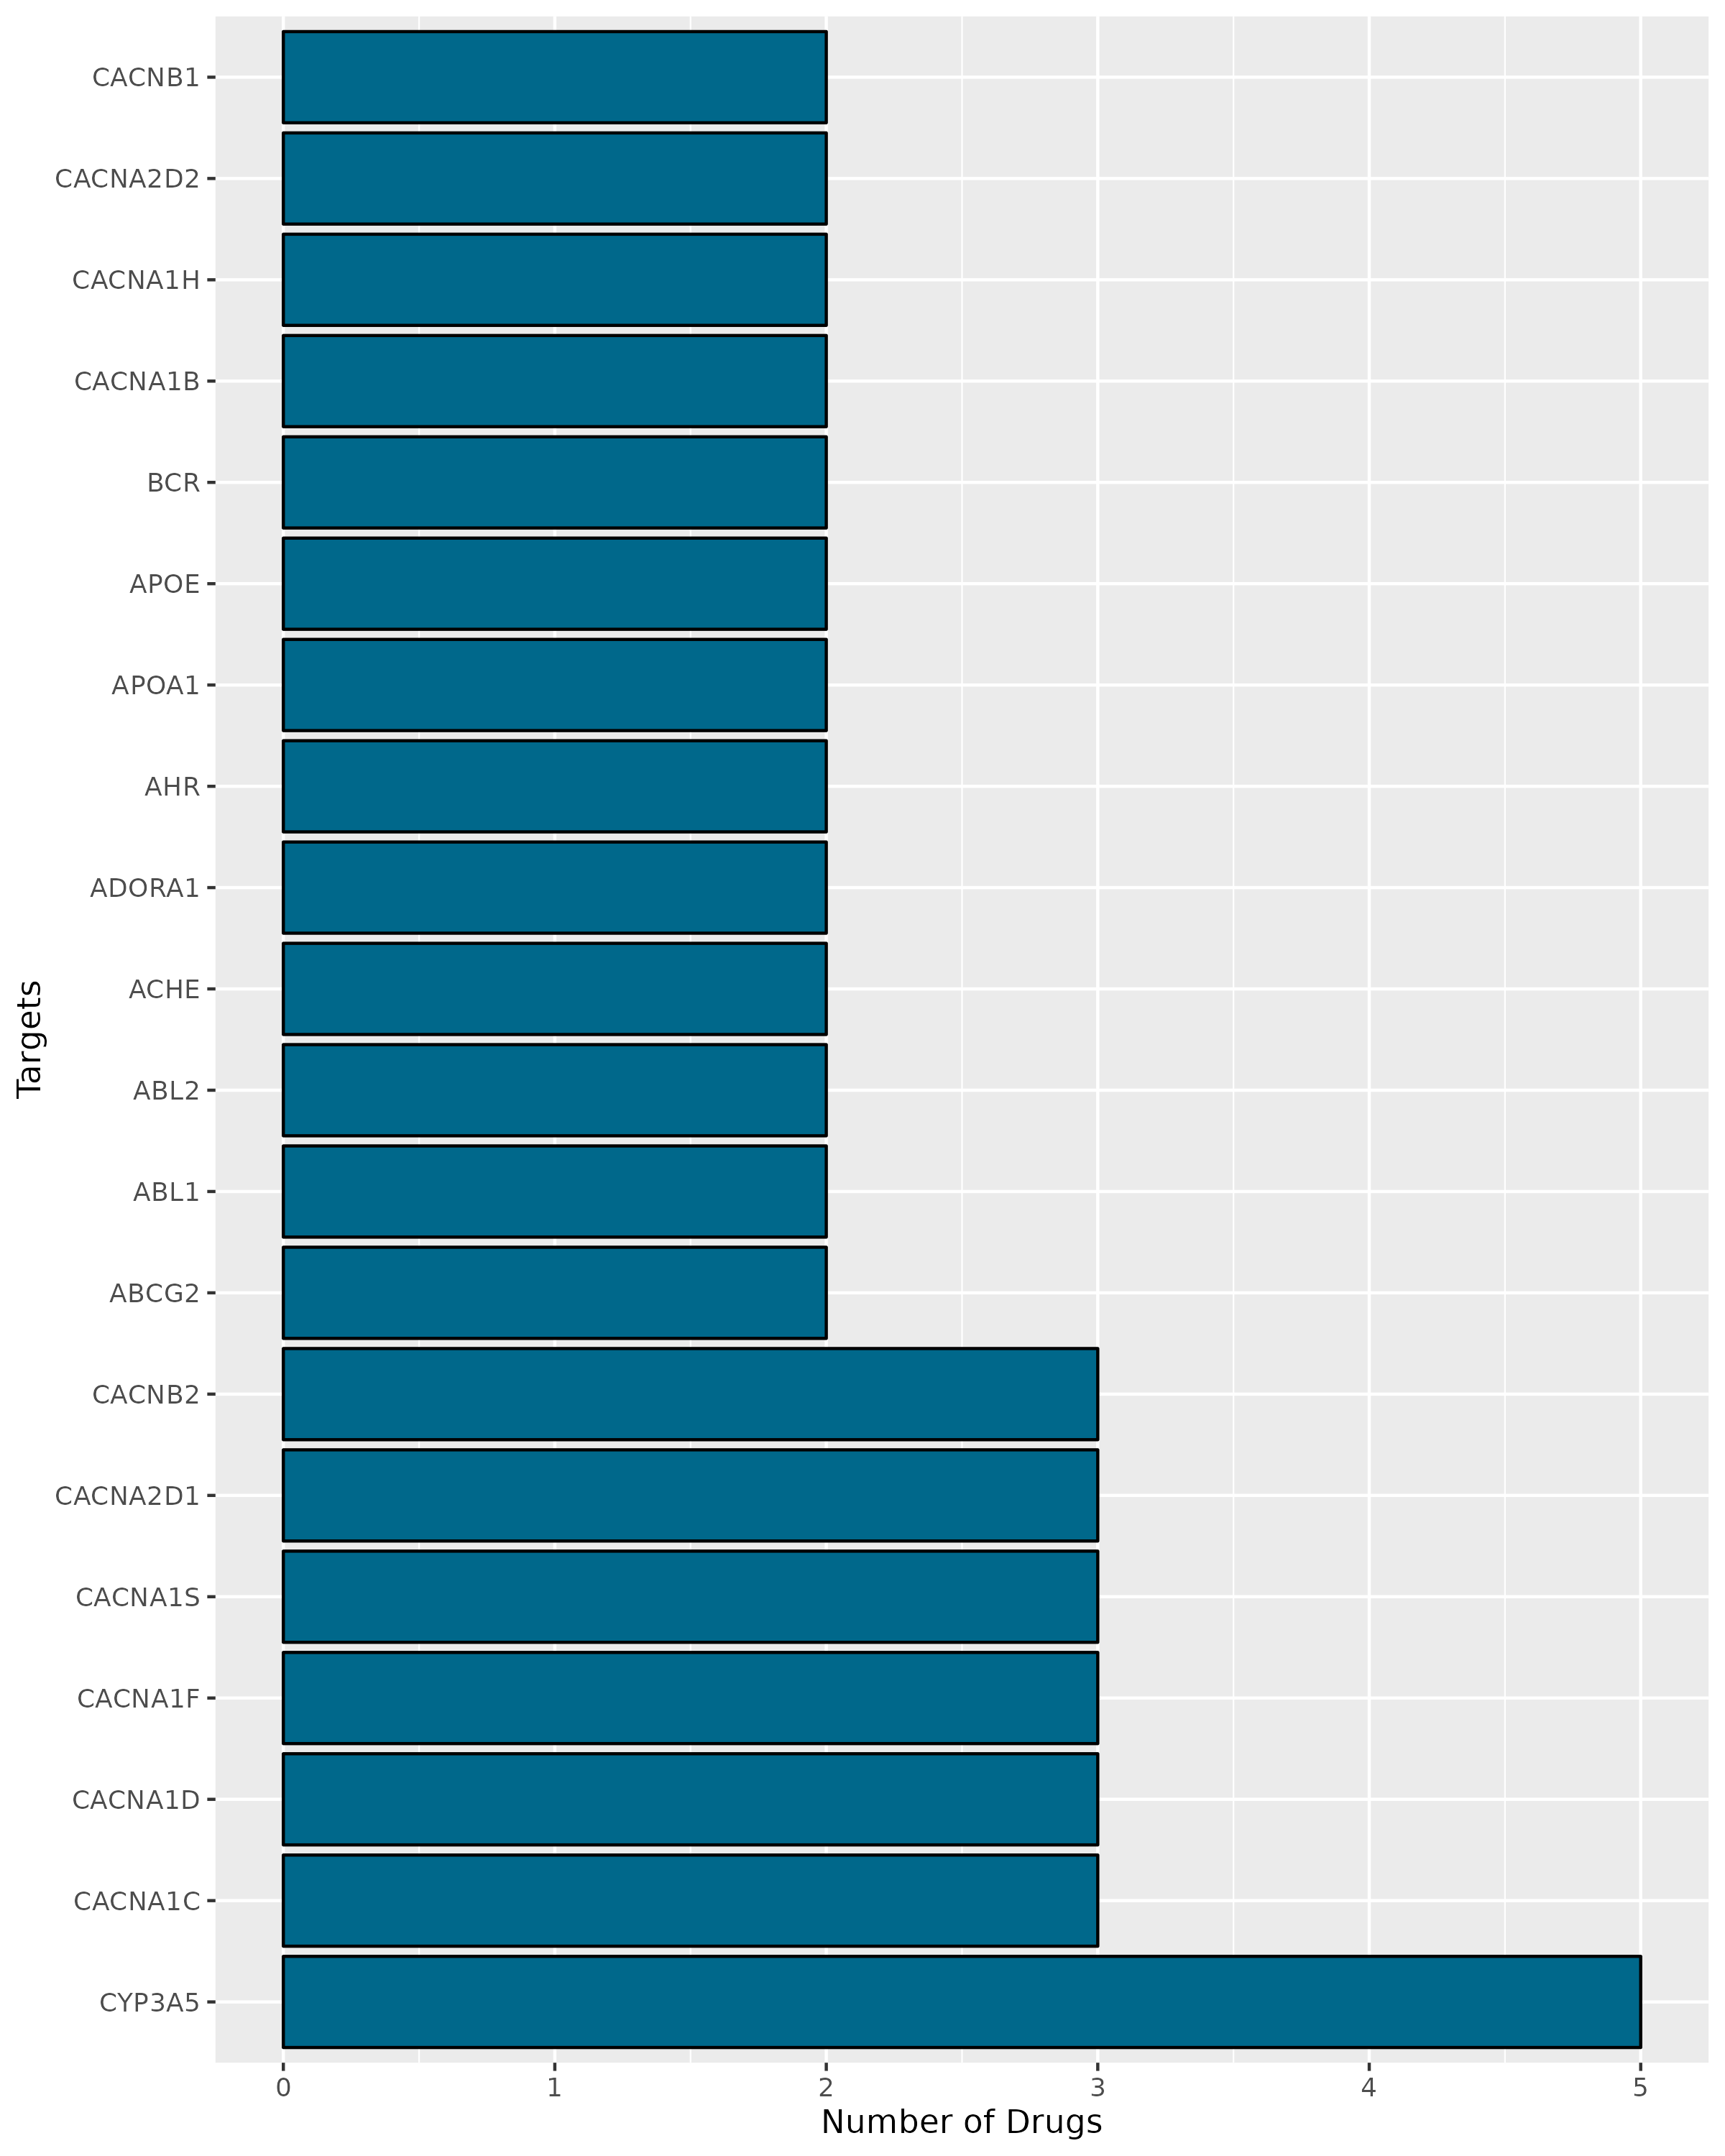 CACNB1
CACNA2D2
CACNA1H
CACNA1B
BCR
APOE
APOA1
AHR
ADORA1
ACHE
ABL2
ABL1
ABCG2
CACNB2
CACNA2D1
CACNA1S
CACNA1F
CACNA1D
CACNA1C
CYP3A5
Targets
0 1 2 3 4 5
Number of Drugs